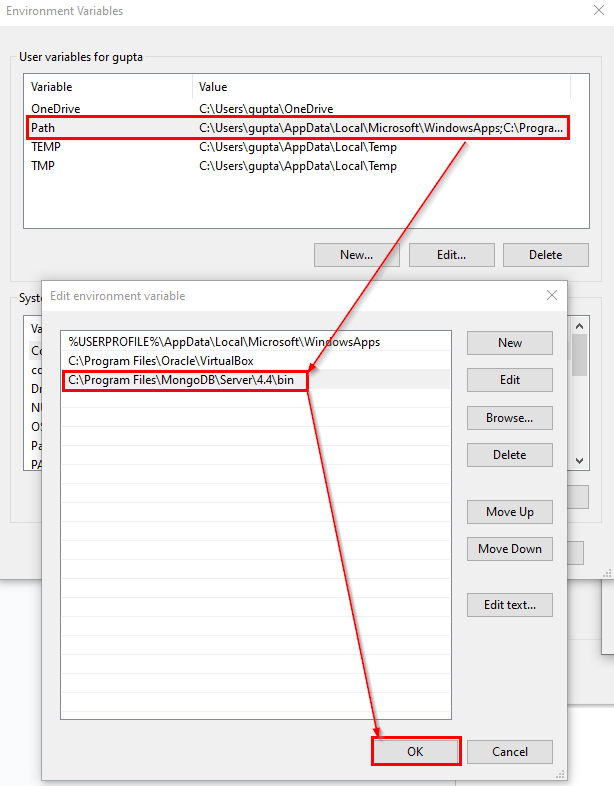 Environment Variables
User variables for gupta
Variable Value
OneDrive C:\Users\gupta\OneDrive
Path C:\Users\gupta\AppData\Local\Microsoft\WindowsApps;C:\Progra...
TEMP C:\Users\gupta\AppData\Local\Temp
TMP C:\Users\gupta\AppData\Local\Temp
New... Edit... Delete
Edit environment variable
%USERPROFILE%\AppData\Local\Microsoft\WindowsApps
C:\Program Files\Oracle\VirtualBox
C:\Program Files\MongoDB\Server\4.4\bin
New
Edit
Browse...
Delete
Move Up
Move Down
Edit text...
OK Cancel